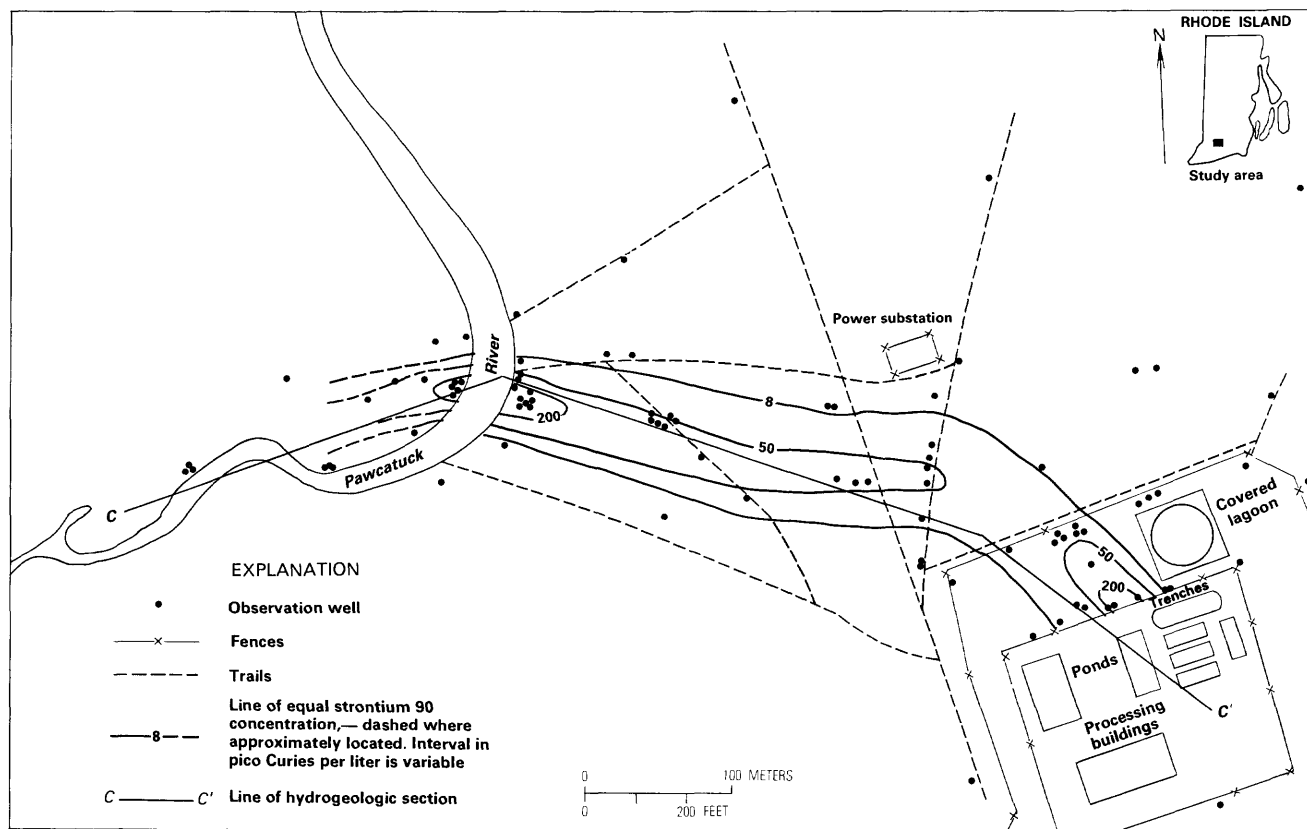 RHODE ISLAND
N
Study area
Power substation
River
8
200
50
Pawcatuck
Covered
lagoon
C
50
200
Trenches
EXPLANATION
Observation well
Fences
Trails
Line of equal strontium 90
concentration,— dashed where
approximately located. Interval in
pico Curies per liter is variable
8
C C' Line of hydrogeologic section
Ponds
Processing
buildings
C'
0 100 METERS
0 200 FEET